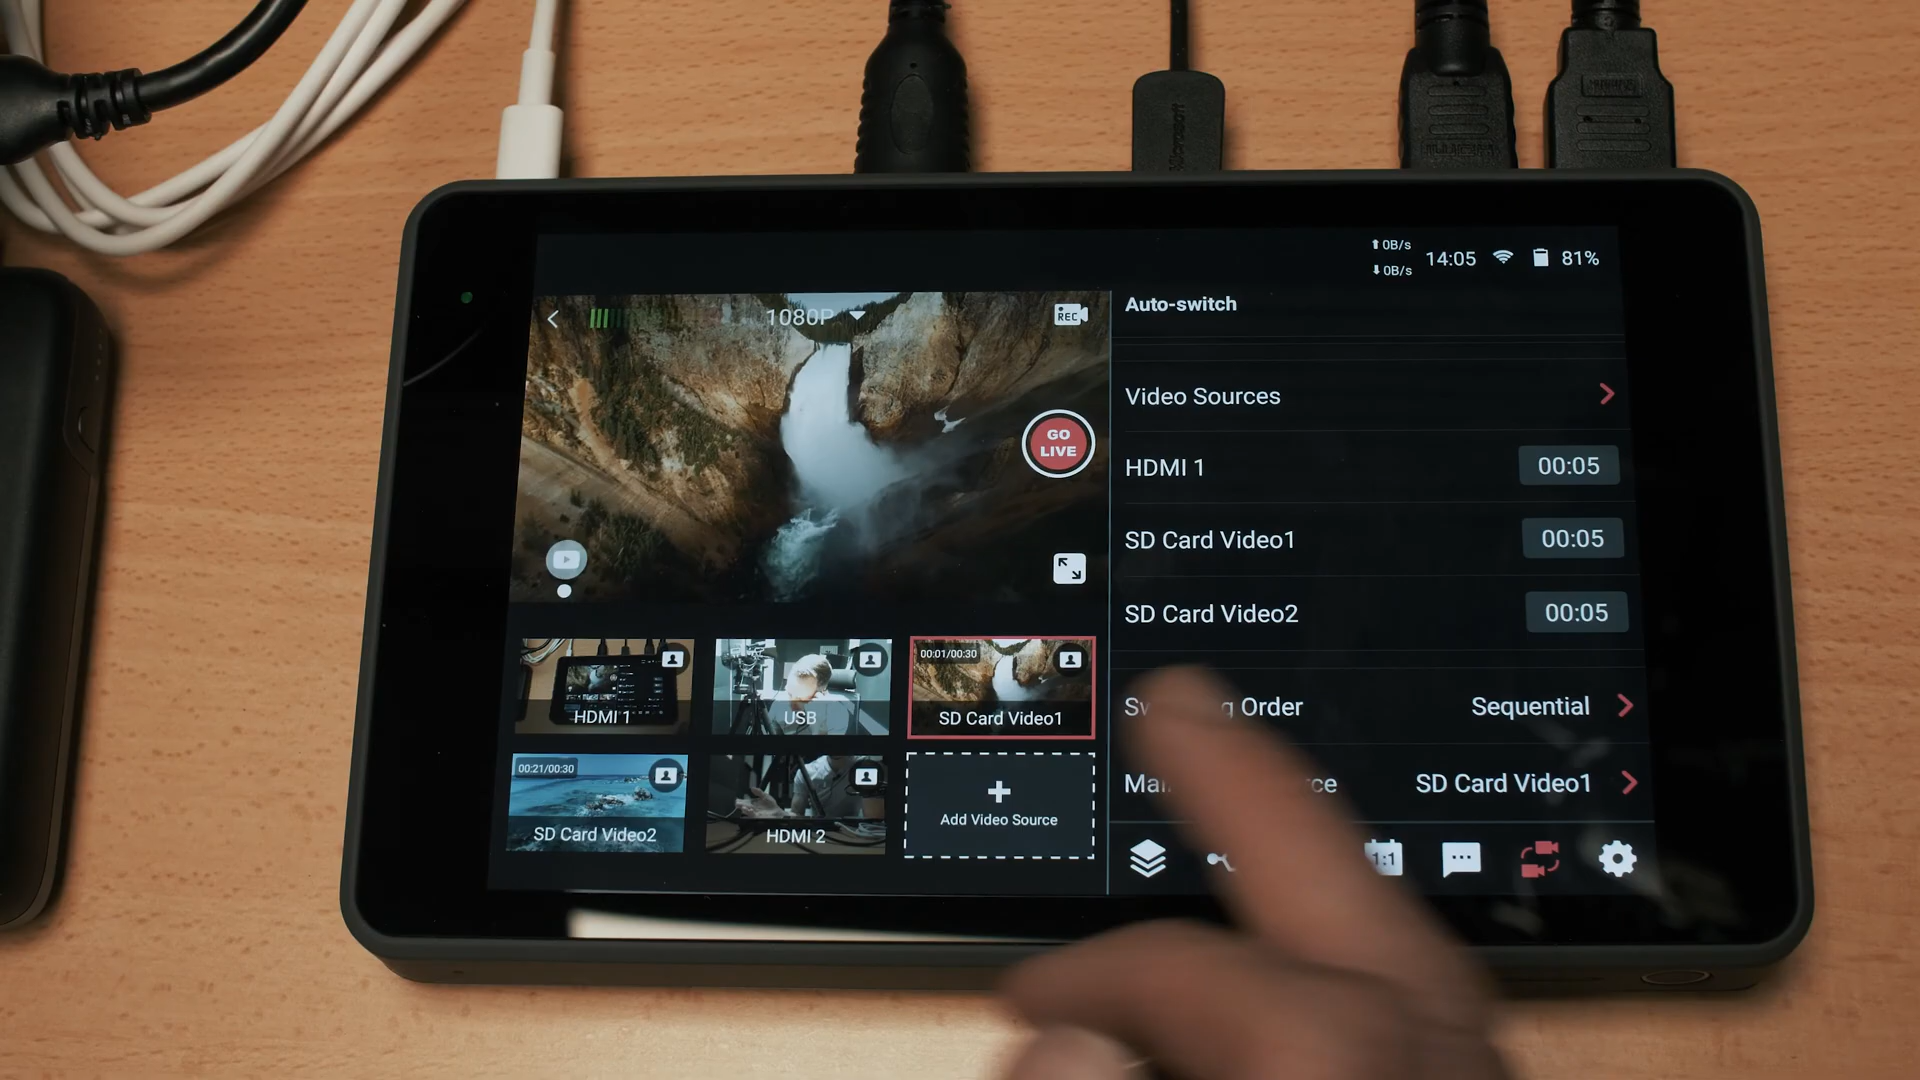 Microsoft
0B/s
0B/s
14:05
81%
1080P
REC
GO
LIVE
HDMI 1
USB
00:01/00:30
SD Card Video1
00:21/00:30
SD Card Video2
HDMI 2
Add Video Source
Auto-switch
Video Sources
HDMI 1
00:05
SD Card Video1
00:05
SD Card Video2
00:05
Order
Sequential
SD Card Video1
1:1